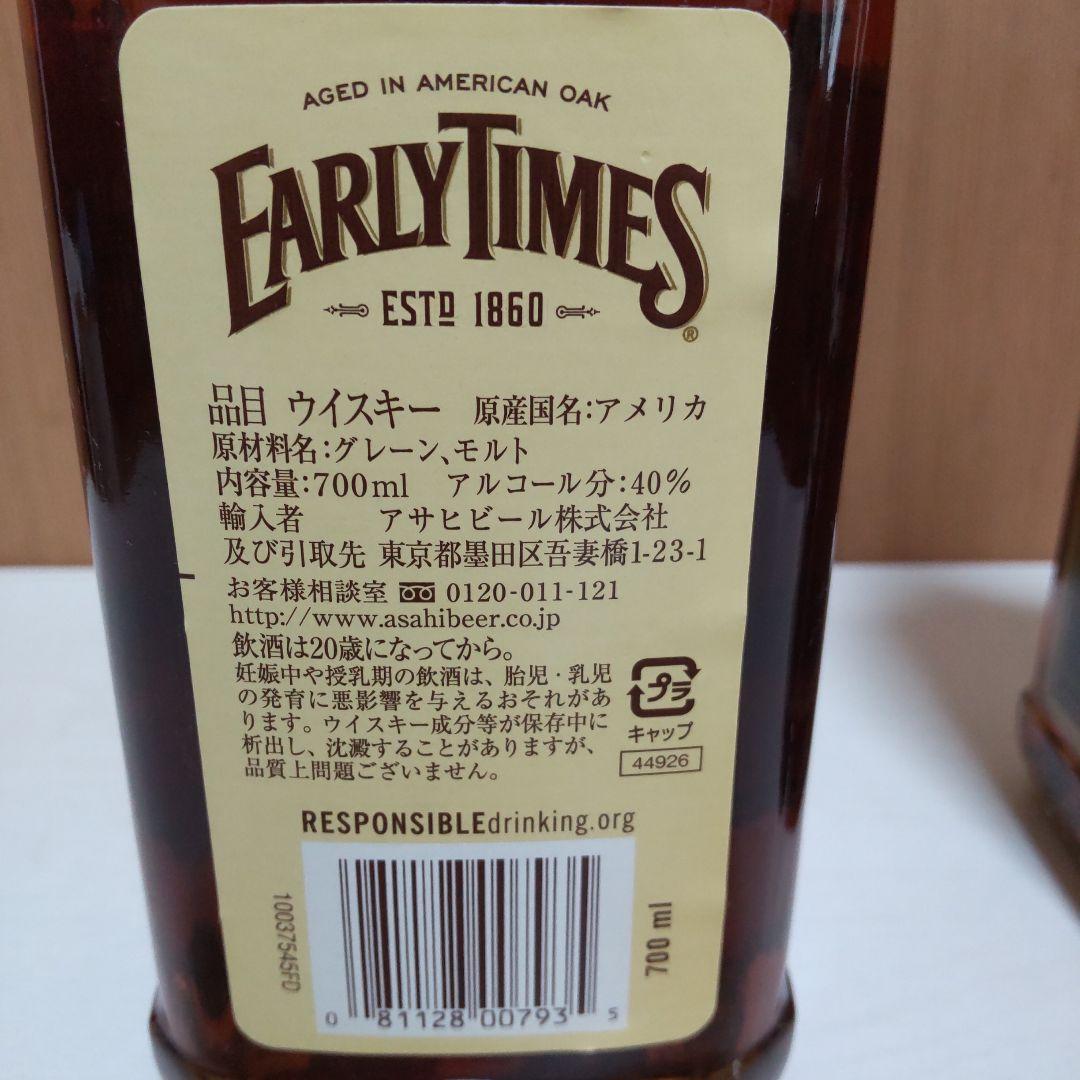 AGED IN AMERICAN OAK
EARLY TIMES®
ESTD 1860
品目 ウイスキー 原産国名:アメリカ
原材料名:グレーン、モルト
内容量:700ml アルコール分:40%
輸入者 アサヒビール株式会社
及び引取先 東京都墨田区吾妻橋1-23-1
お客様相談室 0120-011-121
http://www.asahibeer.co.jp
飲酒は20歳になってから。
妊娠中や授乳期の飲酒は、胎児・乳児
の発育に悪影響を与えるおそれがあ
ります。ウイスキー成分等が保存中に
析出し、沈澱することがありますが、
品質上問題ございません。
プラ
キャップ
44926
RESPONSIBLEdrinking.org
10037545FD
700 ml
0 81128 00793 5